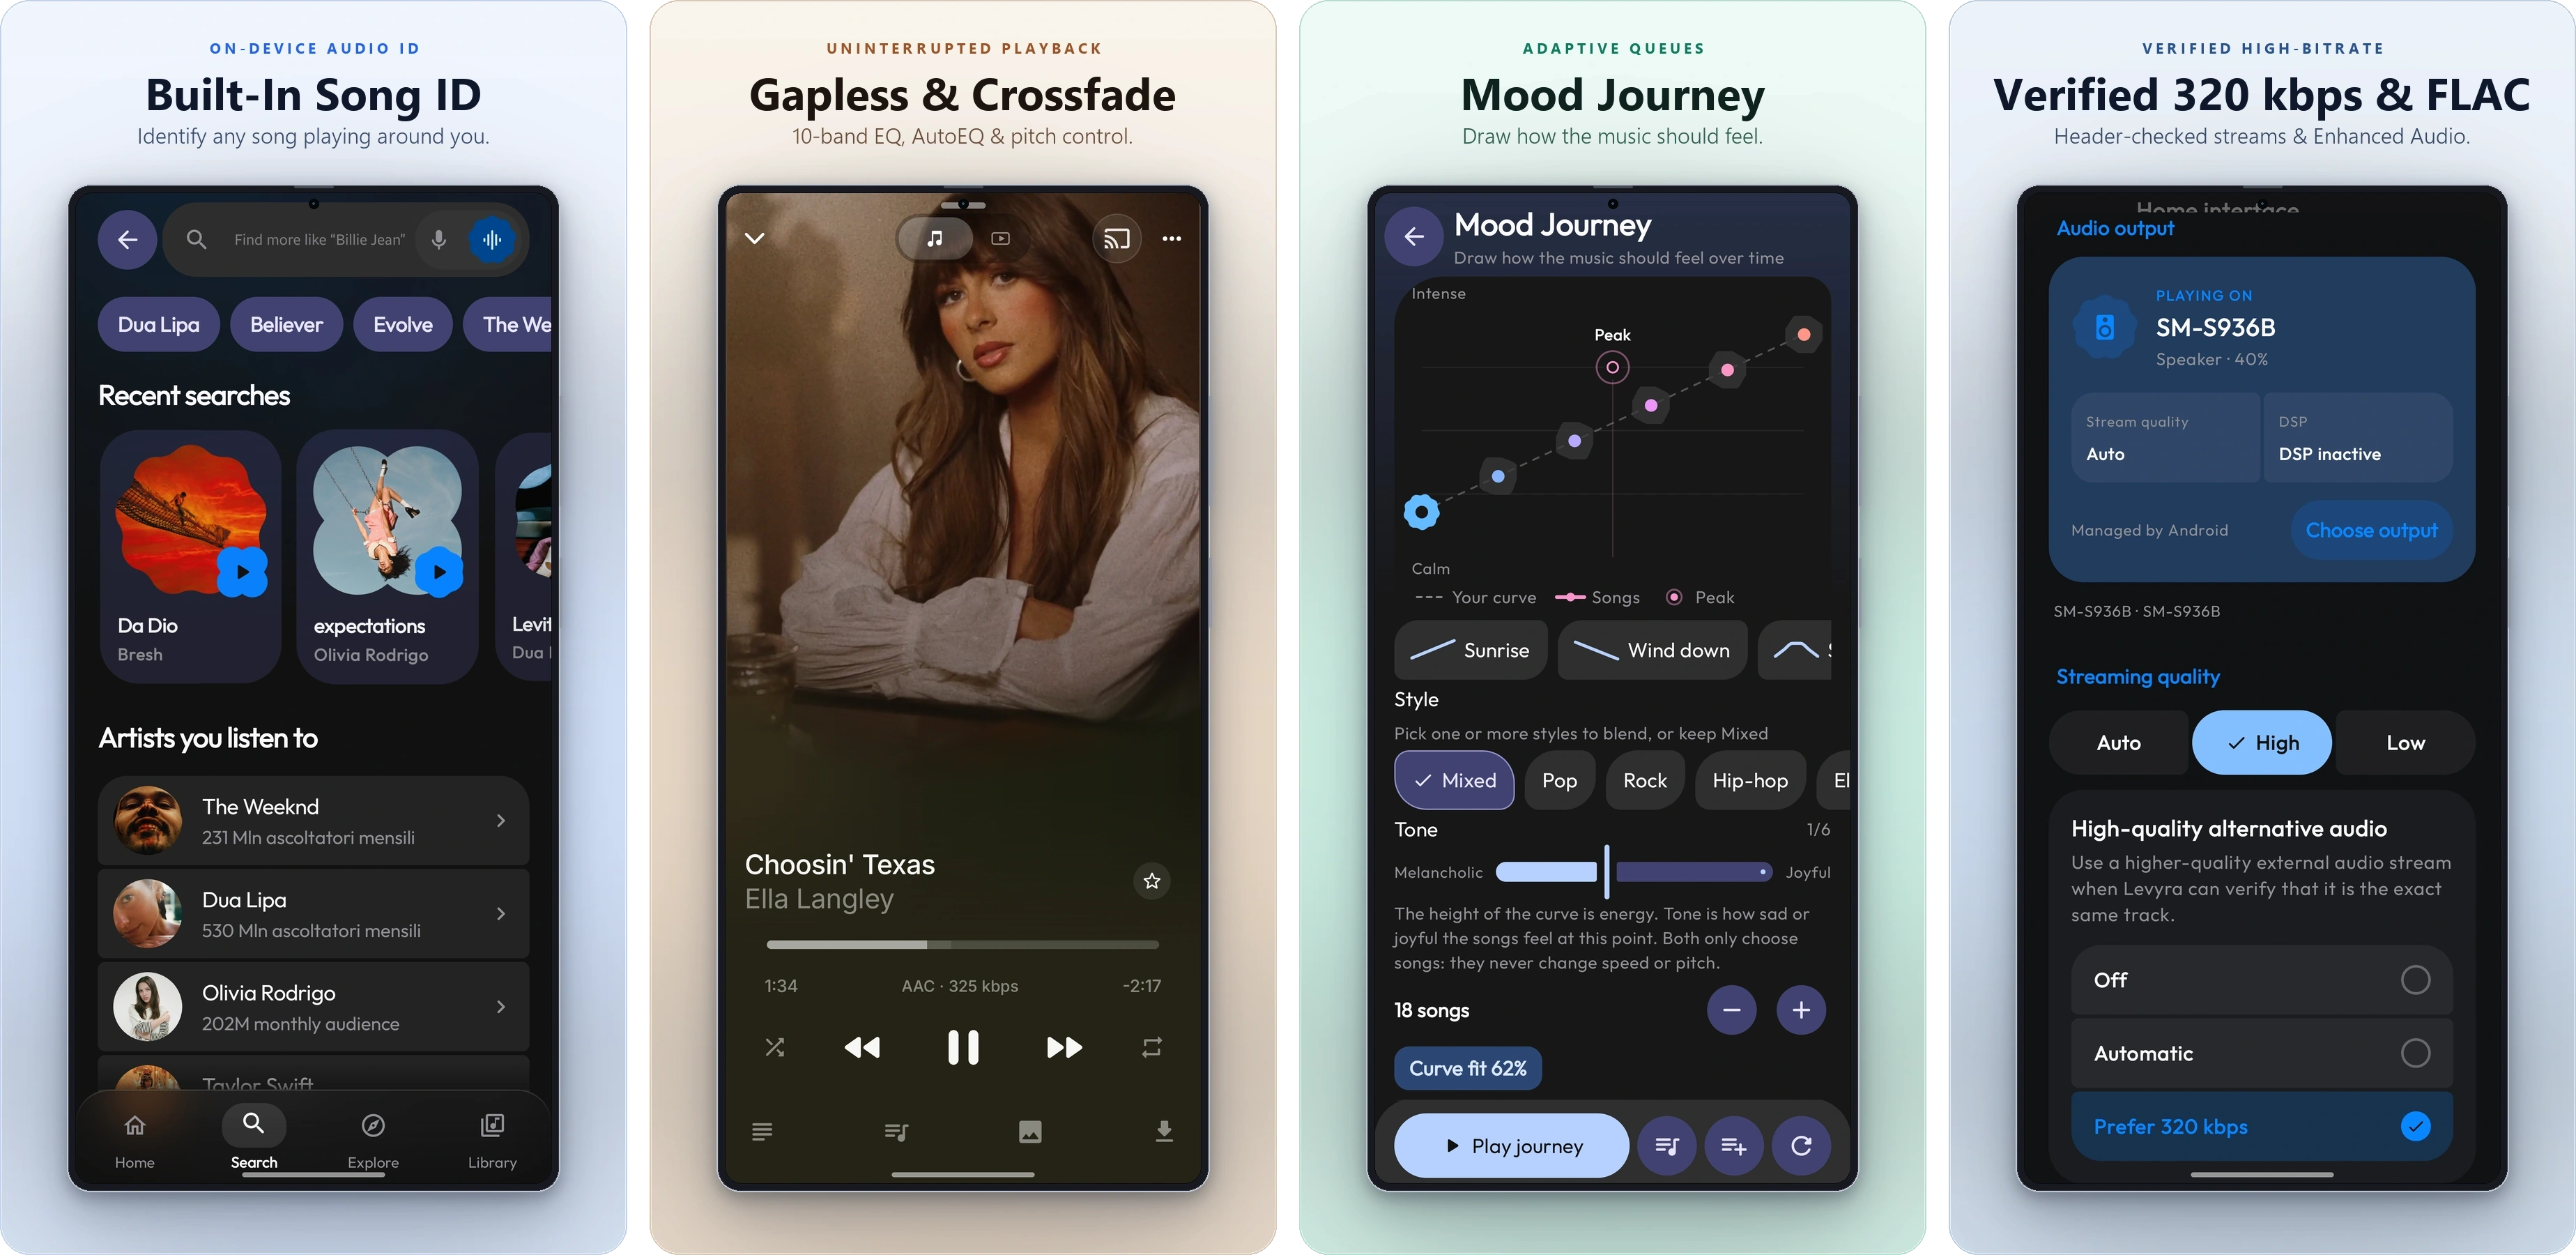 ON-DEVICE AUDIO ID
Built-In Song ID
Identify any song playing around you.
Find more like "Billie Jean"
Dua Lipa
Believer
Evolve
The We
Recent searches
Da Dio
Bresh
expectations
Olivia Rodrigo
Levit
Dua
Artists you listen to
The Weeknd
231 Mln ascoltatori mensili
Dua Lipa
530 Mln ascoltatori mensili
Olivia Rodrigo
202M monthly audience
Taylor Swift
Home
Search
Explore
Library
UNINTERRUPTED PLAYBACK
Gapless & Crossfade
10-band EQ, AutoEQ & pitch control.
Choosin' Texas
Ella Langley
1:34
AAC · 325 kbps
-2:17
ADAPTIVE QUEUES
Mood Journey
Draw how the music should feel.
Mood Journey
Draw how the music should feel over time
Intense
Peak
Calm
Your curve
Songs
Peak
Sunrise
Wind down
Style
Pick one or more styles to blend, or keep Mixed
Mixed
Pop
Rock
Hip-hop
El
Tone
1/6
Melancholic
Joyful
The height of the curve is energy. Tone is how sad or
joyful the songs feel at this point. Both only choose
songs: they never change speed or pitch.
18 songs
Curve fit 62%
Play journey
VERIFIED HIGH-BITRATE
Verified 320 kbps & FLAC
Header-checked streams & Enhanced Audio.
Home interface
Audio output
PLAYING ON
SM-S936B
Speaker · 40%
Stream quality
Auto
DSP
DSP inactive
Managed by Android
Choose output
SM-S936B · SM-S936B
Streaming quality
Auto
High
Low
High-quality alternative audio
Use a higher-quality external audio stream
when Levyra can verify that it is the exact
same track.
Off
Automatic
Prefer 320 kbps